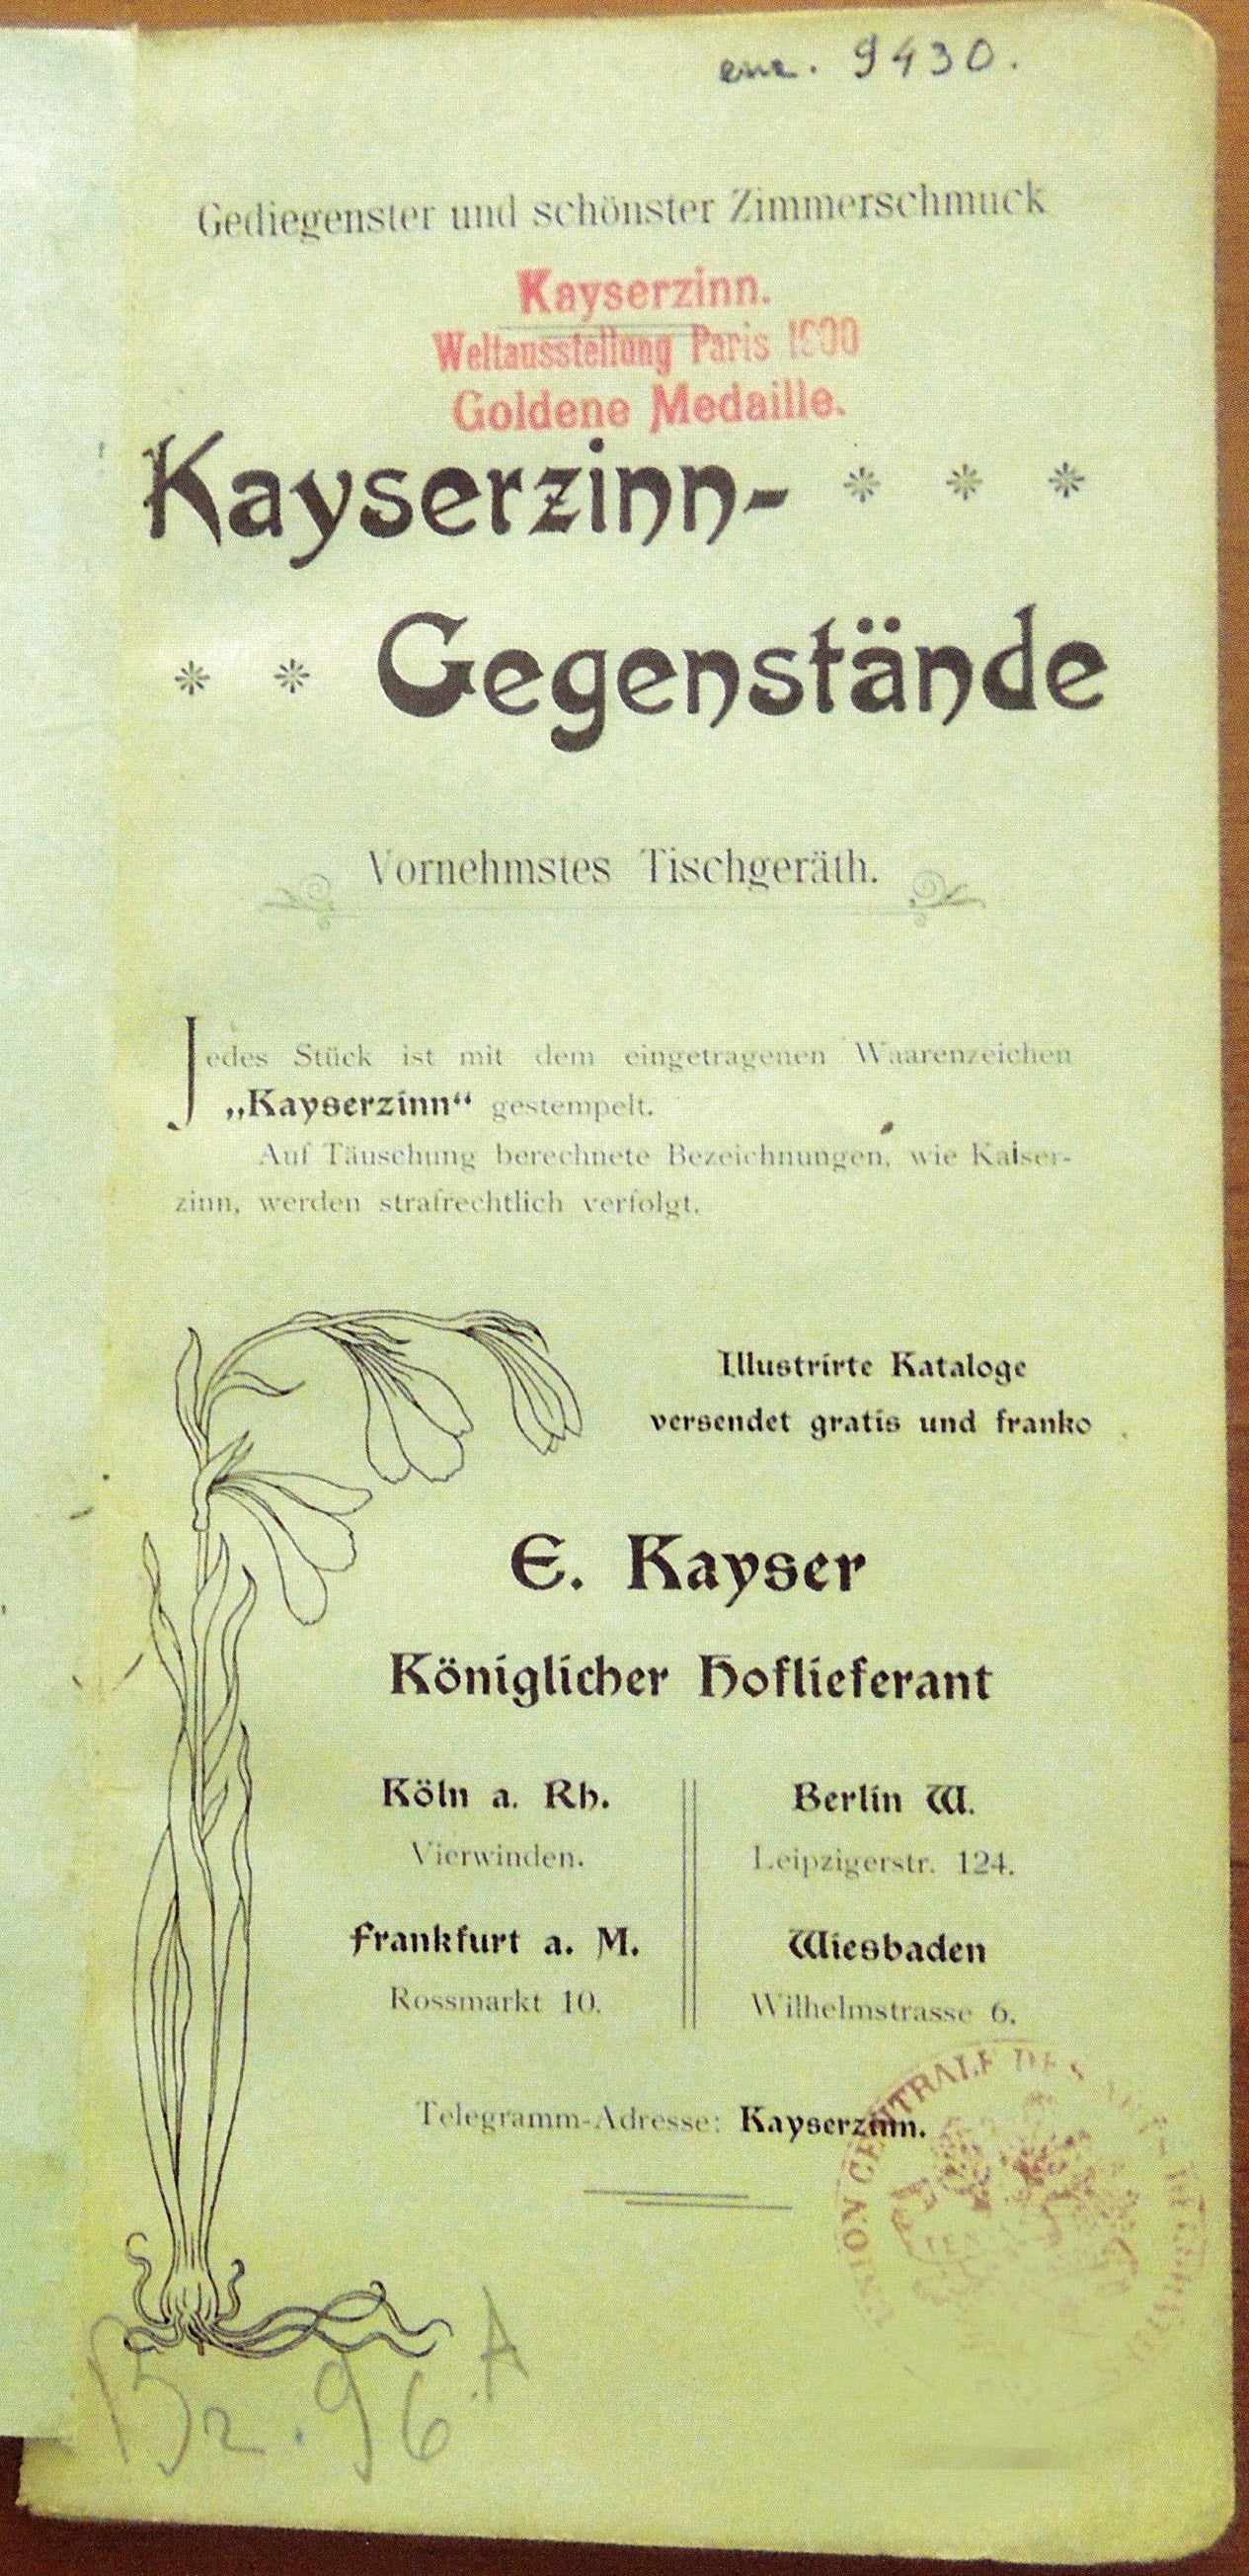 9430.
Gediegenster und schönster Zimmerschmuck
Kayserzinn.
Weltausstellung Paris 1900
Goldene Medaille.
Kayserzinn- * * *
* * Gegenstände
Vornehmstes Tischgeräth.
Jedes Stück ist mit dem eingetragenen Waarenzeichen
„Kayserzinn“ gestempelt.
Auf Täuschung berechnete Bezeichnungen, wie Kaiser-
zinn, werden strafrechtlich verfolgt.
Illustrirte Kataloge
versendet gratis und franko
E. Kayser
Königlicher Hoflieferant
Köln a. Rh.
Vierwinden.
Frankfurt a. M.
Rossmarkt 10.
Berlin W.
Leipzigerstr. 124.
Wiesbaden
Wilhelmstrasse 6.
Telegramm-Adresse: Kayserzinn.
CENTRALE DES
Br. 96 A